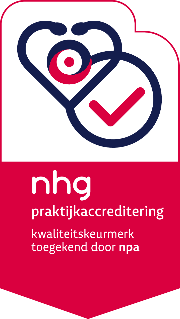 nhg
praktijkaccreditering
kwaliteitskeurmerk
toegekend door npa